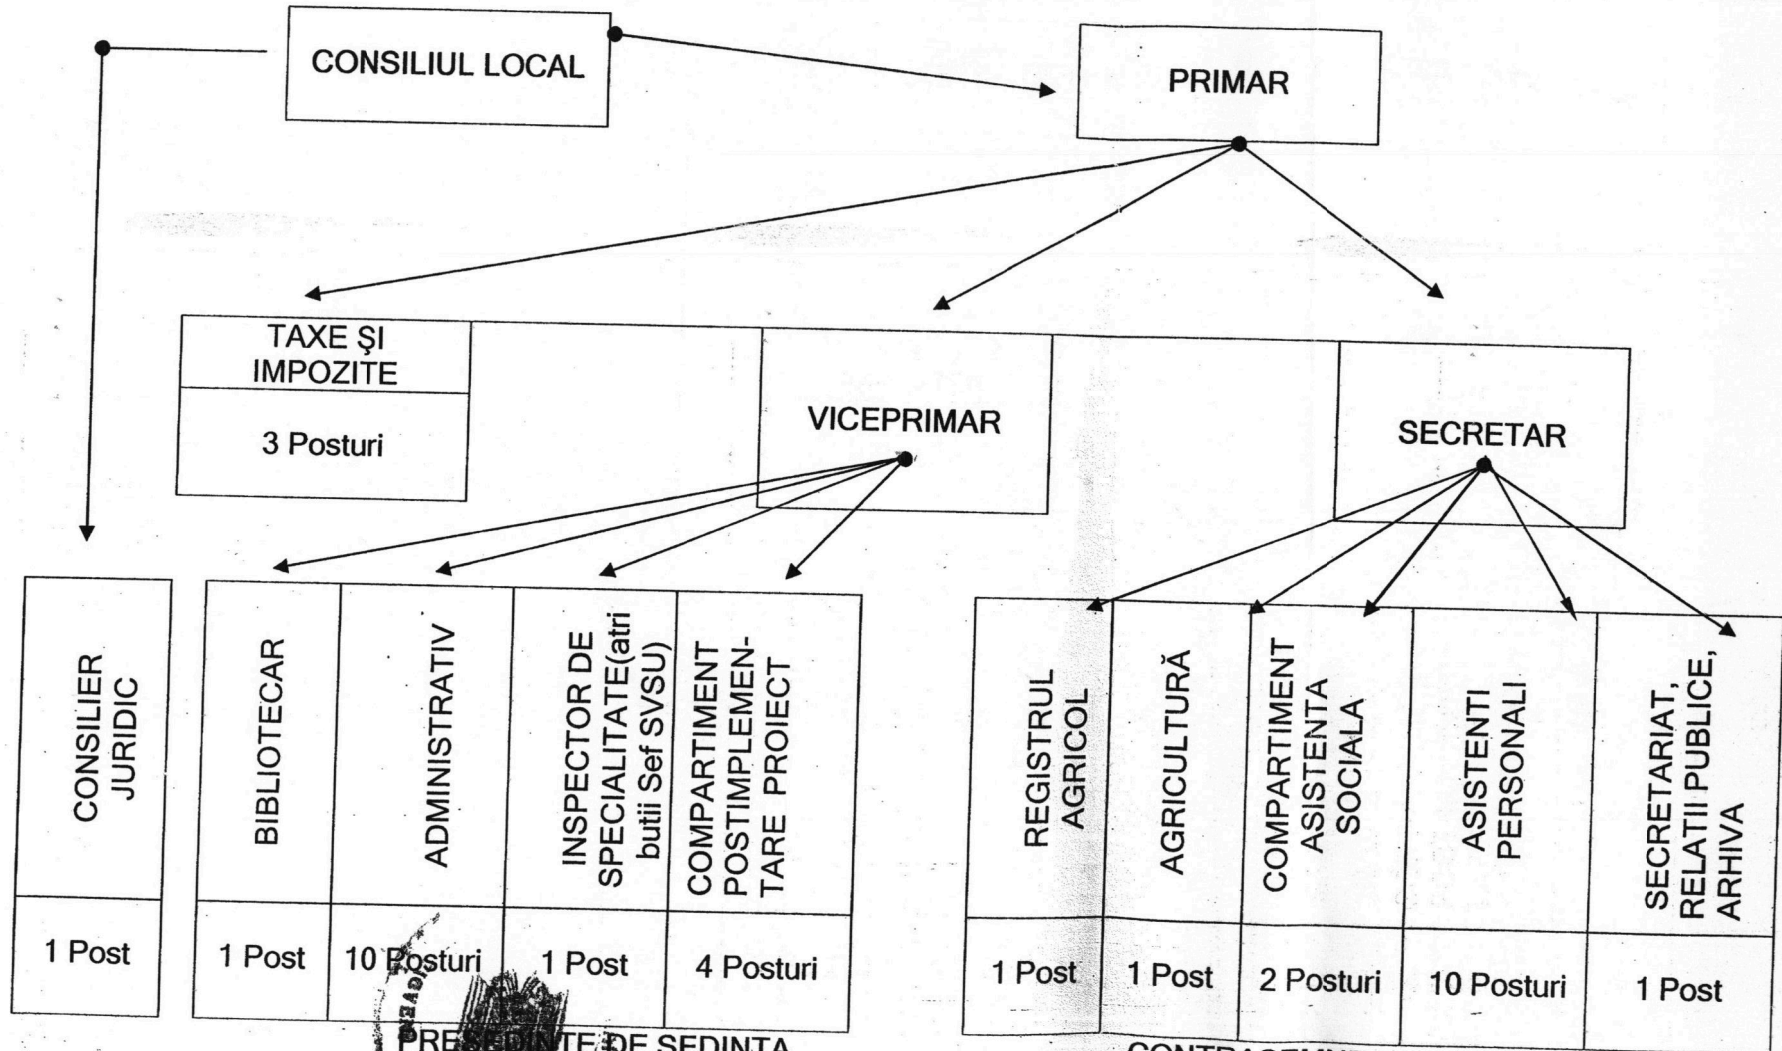 CONSILIUL LOCAL
PRIMAR
TAXE ŞI
IMPOZITE
3 Posturi
VICEPRIMAR
SECRETAR
CONSILIER
JURIDIC
1 Post
BIBLIOTECAR
1 Post
ADMINISTRATIV
10 Posturi
INSPECTOR DE
SPECIALITATE(atri
butii Sef SVSU)
1 Post
COMPARTIMENT
POSTIMPLEMEN-
TARE PROIECT
4 Posturi
REGISTRUL
AGRICOL
1 Post
AGRICULTURĂ
1 Post
COMPARTIMENT
ASISTENTA
SOCIALA
2 Posturi
ASISTENTI
PERSONALI
10 Posturi
SECRETARIAT,
RELATII PUBLICE,
ARHIVA
1 Post
PRESEDINTE DE SEDINTA